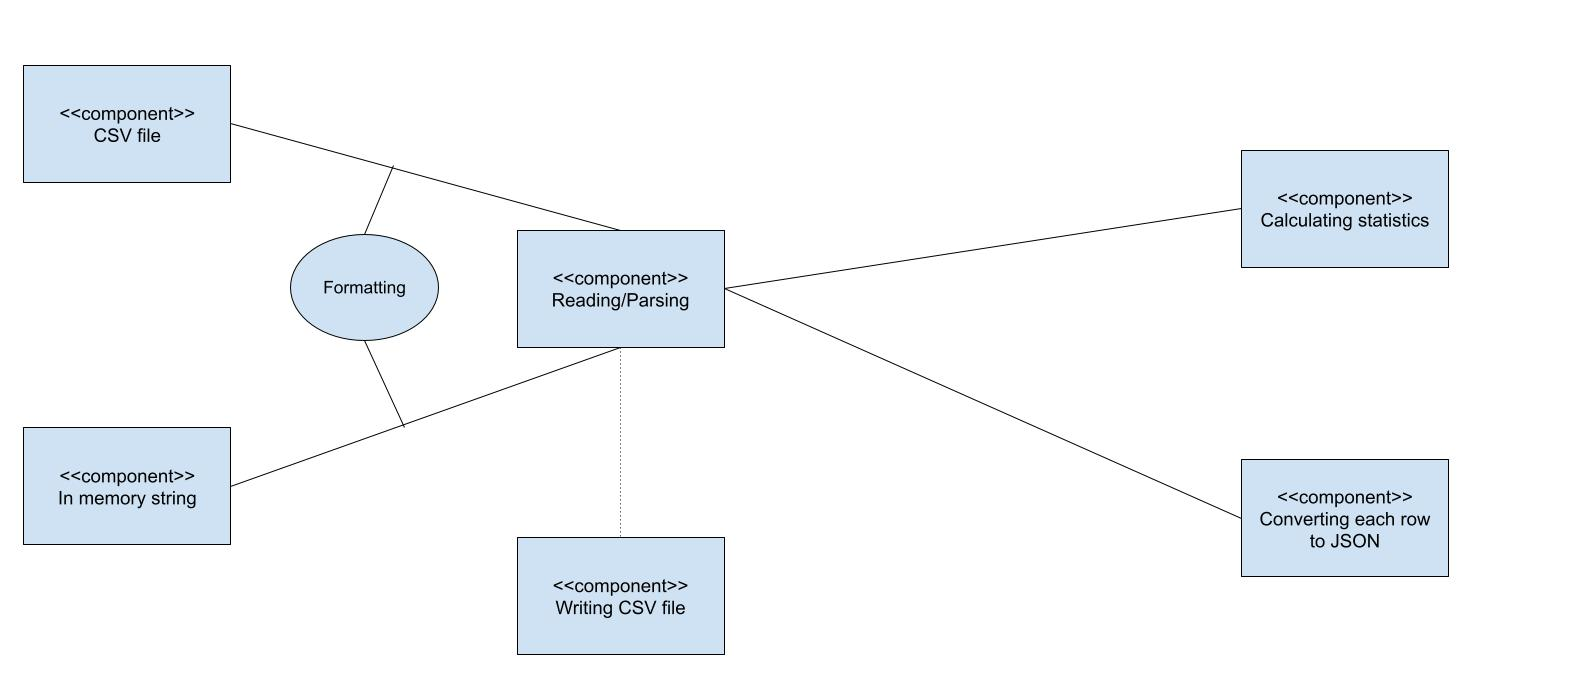 <<component>>
CSV file
<<component>>
Calculating statistics
Formatting
<<component>>
Reading/Parsing
<<component>>
In memory string
<<component>>
Converting each row
to JSON
<<component>>
Writing CSV file